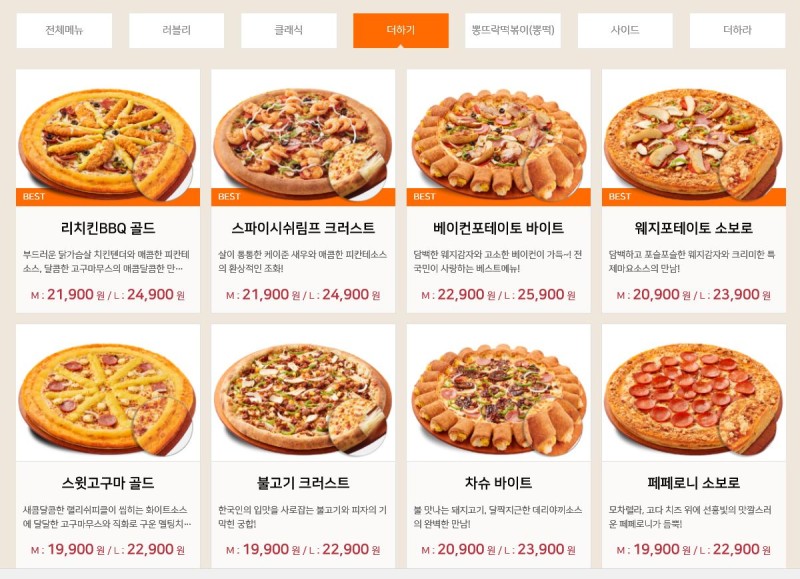 전체메뉴
러블리
클래식
더하기
뽕뜨락떡볶이(뽕떡)
사이드
더하라
BEST
BEST
BEST
BEST
리치킨BBQ 골드
스파이시쉬림프 크러스트
베이컨포테이토 바이트
웨지포테이토 소보로
부드러운 닭가슴살 치킨텐더와 매콤한 피칸테
소스, 달콤한 고구마무스의 매콤달콤한 만…
살이 통통한 케이준 새우와 매콤한 피칸테소스
의 환상적인 조화!
담백한 웨지감자와 고소한 베이컨이 가득~! 전
국민이 사랑하는 베스트메뉴!
담백하고 포슬포슬한 웨지감자와 크리미한 특
제마요소스의 만남!
M : 21,900 원 / L : 24,900 원
M : 21,900 원 / L : 24,900 원
M : 22,900 원 / L : 25,900 원
M : 20,900 원 / L : 23,900 원
스윗고구마 골드
불고기 크러스트
차슈 바이트
페페로니 소보로
새콤달콤한 랠리쉬피클이 씹히는 화이트소스
에 달달한 고구마무스와 직화로 구운 멜팅치…
한국인의 입맛을 사로잡는 불고기와 피자의 기
막힌 궁합!
불 맛나는 돼지고기, 달짝지근한 데리야끼소스
의 완벽한 만남!
모차렐라, 고다 치즈 위에 선홍빛의 맛깔스러
운 페페로니가 듬뿍!
M : 19,900 원 / L : 22,900 원
M : 19,900 원 / L : 22,900 원
M : 20,900 원 / L : 23,900 원
M : 19,900 원 / L : 22,900 원